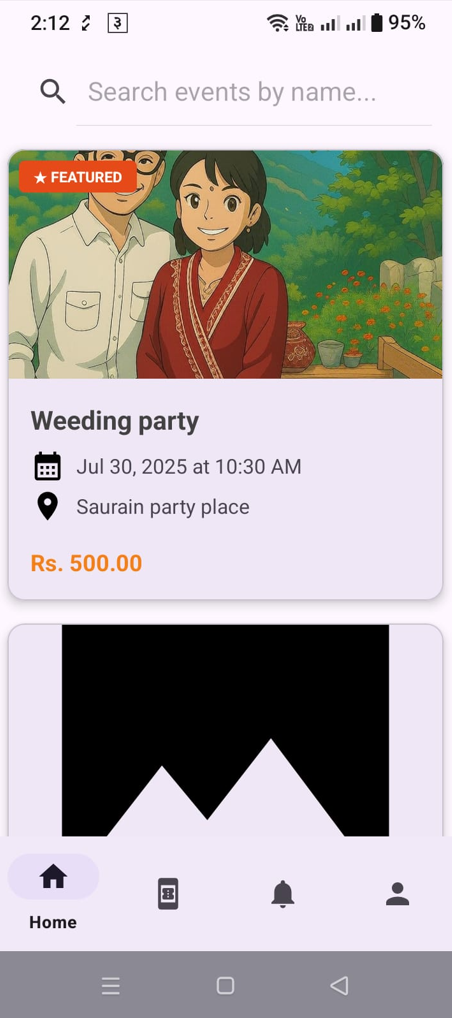 2:12 ३ Vo LTE2 95%
Search events by name...
★ FEATURED
Weeding party
Jul 30, 2025 at 10:30 AM
Saurain party place
Rs. 500.00
Home